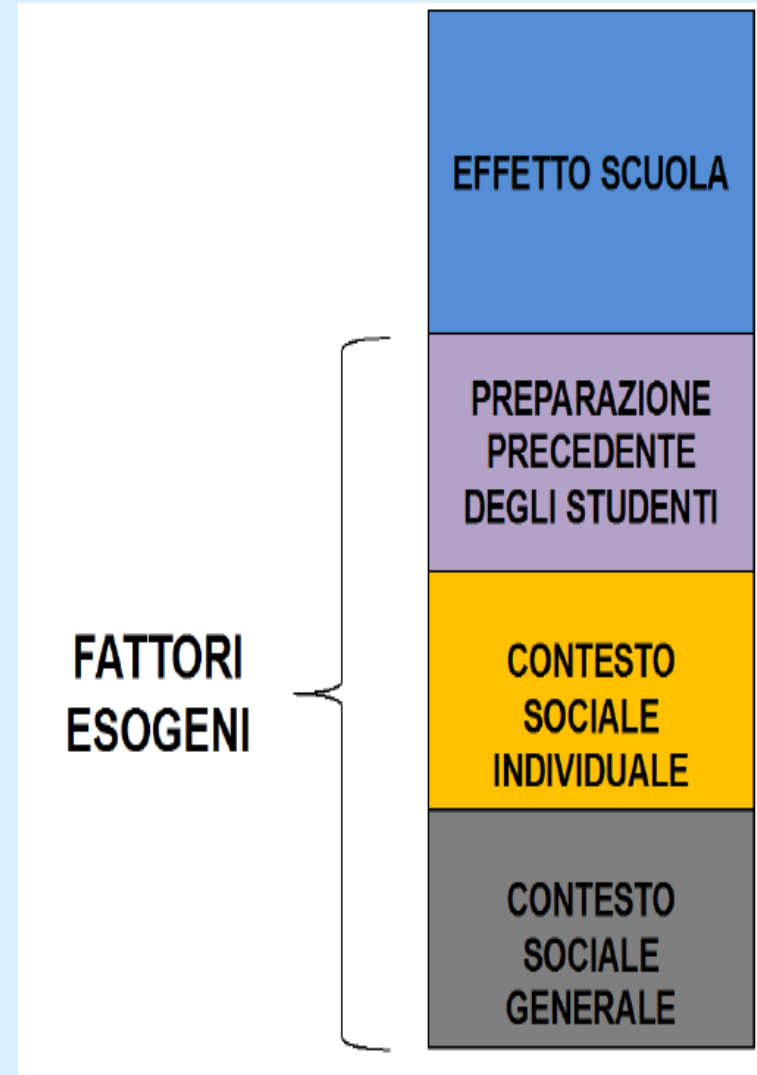 EFFETTO SCUOLA
PREPARAZIONE
PRECEDENTE
DEGLI STUDENTI
FATTORI
ESOGENI
CONTESTO
SOCIALE
INDIVIDUALE
CONTESTO
SOCIALE
GENERALE